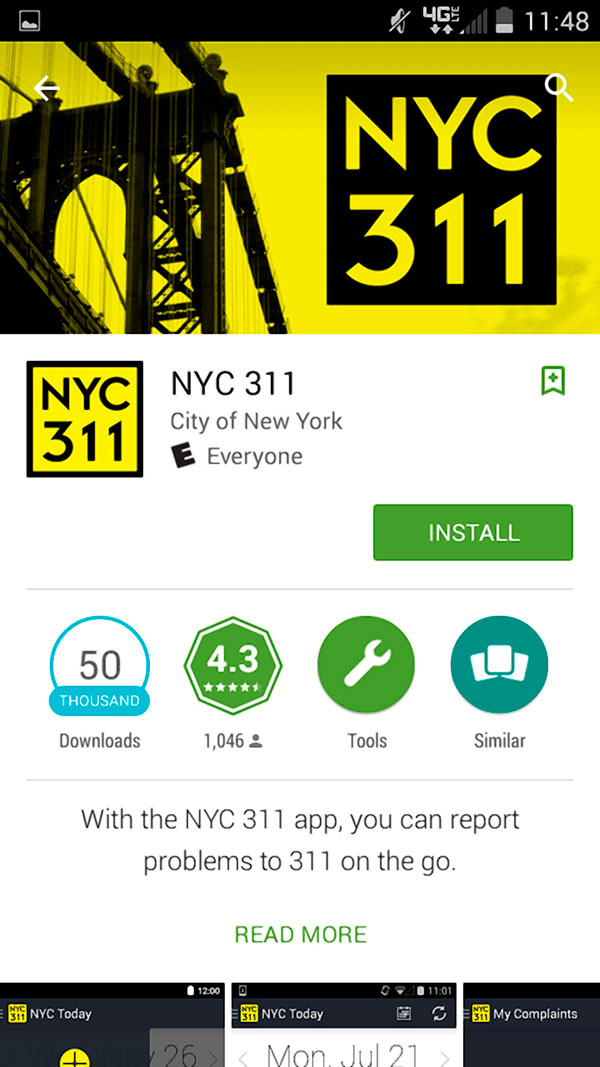 4G LTE 11:48
NYC
311
NYC
311
NYC 311
City of New York
E Everyone
INSTALL
50
THOUSAND
4.3
Downloads
1,046
Tools
Similar
With the NYC 311 app, you can report
problems to 311 on the go.
READ MORE
12:00
NYC
311
NYC Today
Nov 26
11:01
NYC
311
NYC Today
Mon, Jul 21
NYC
311
My Complaints